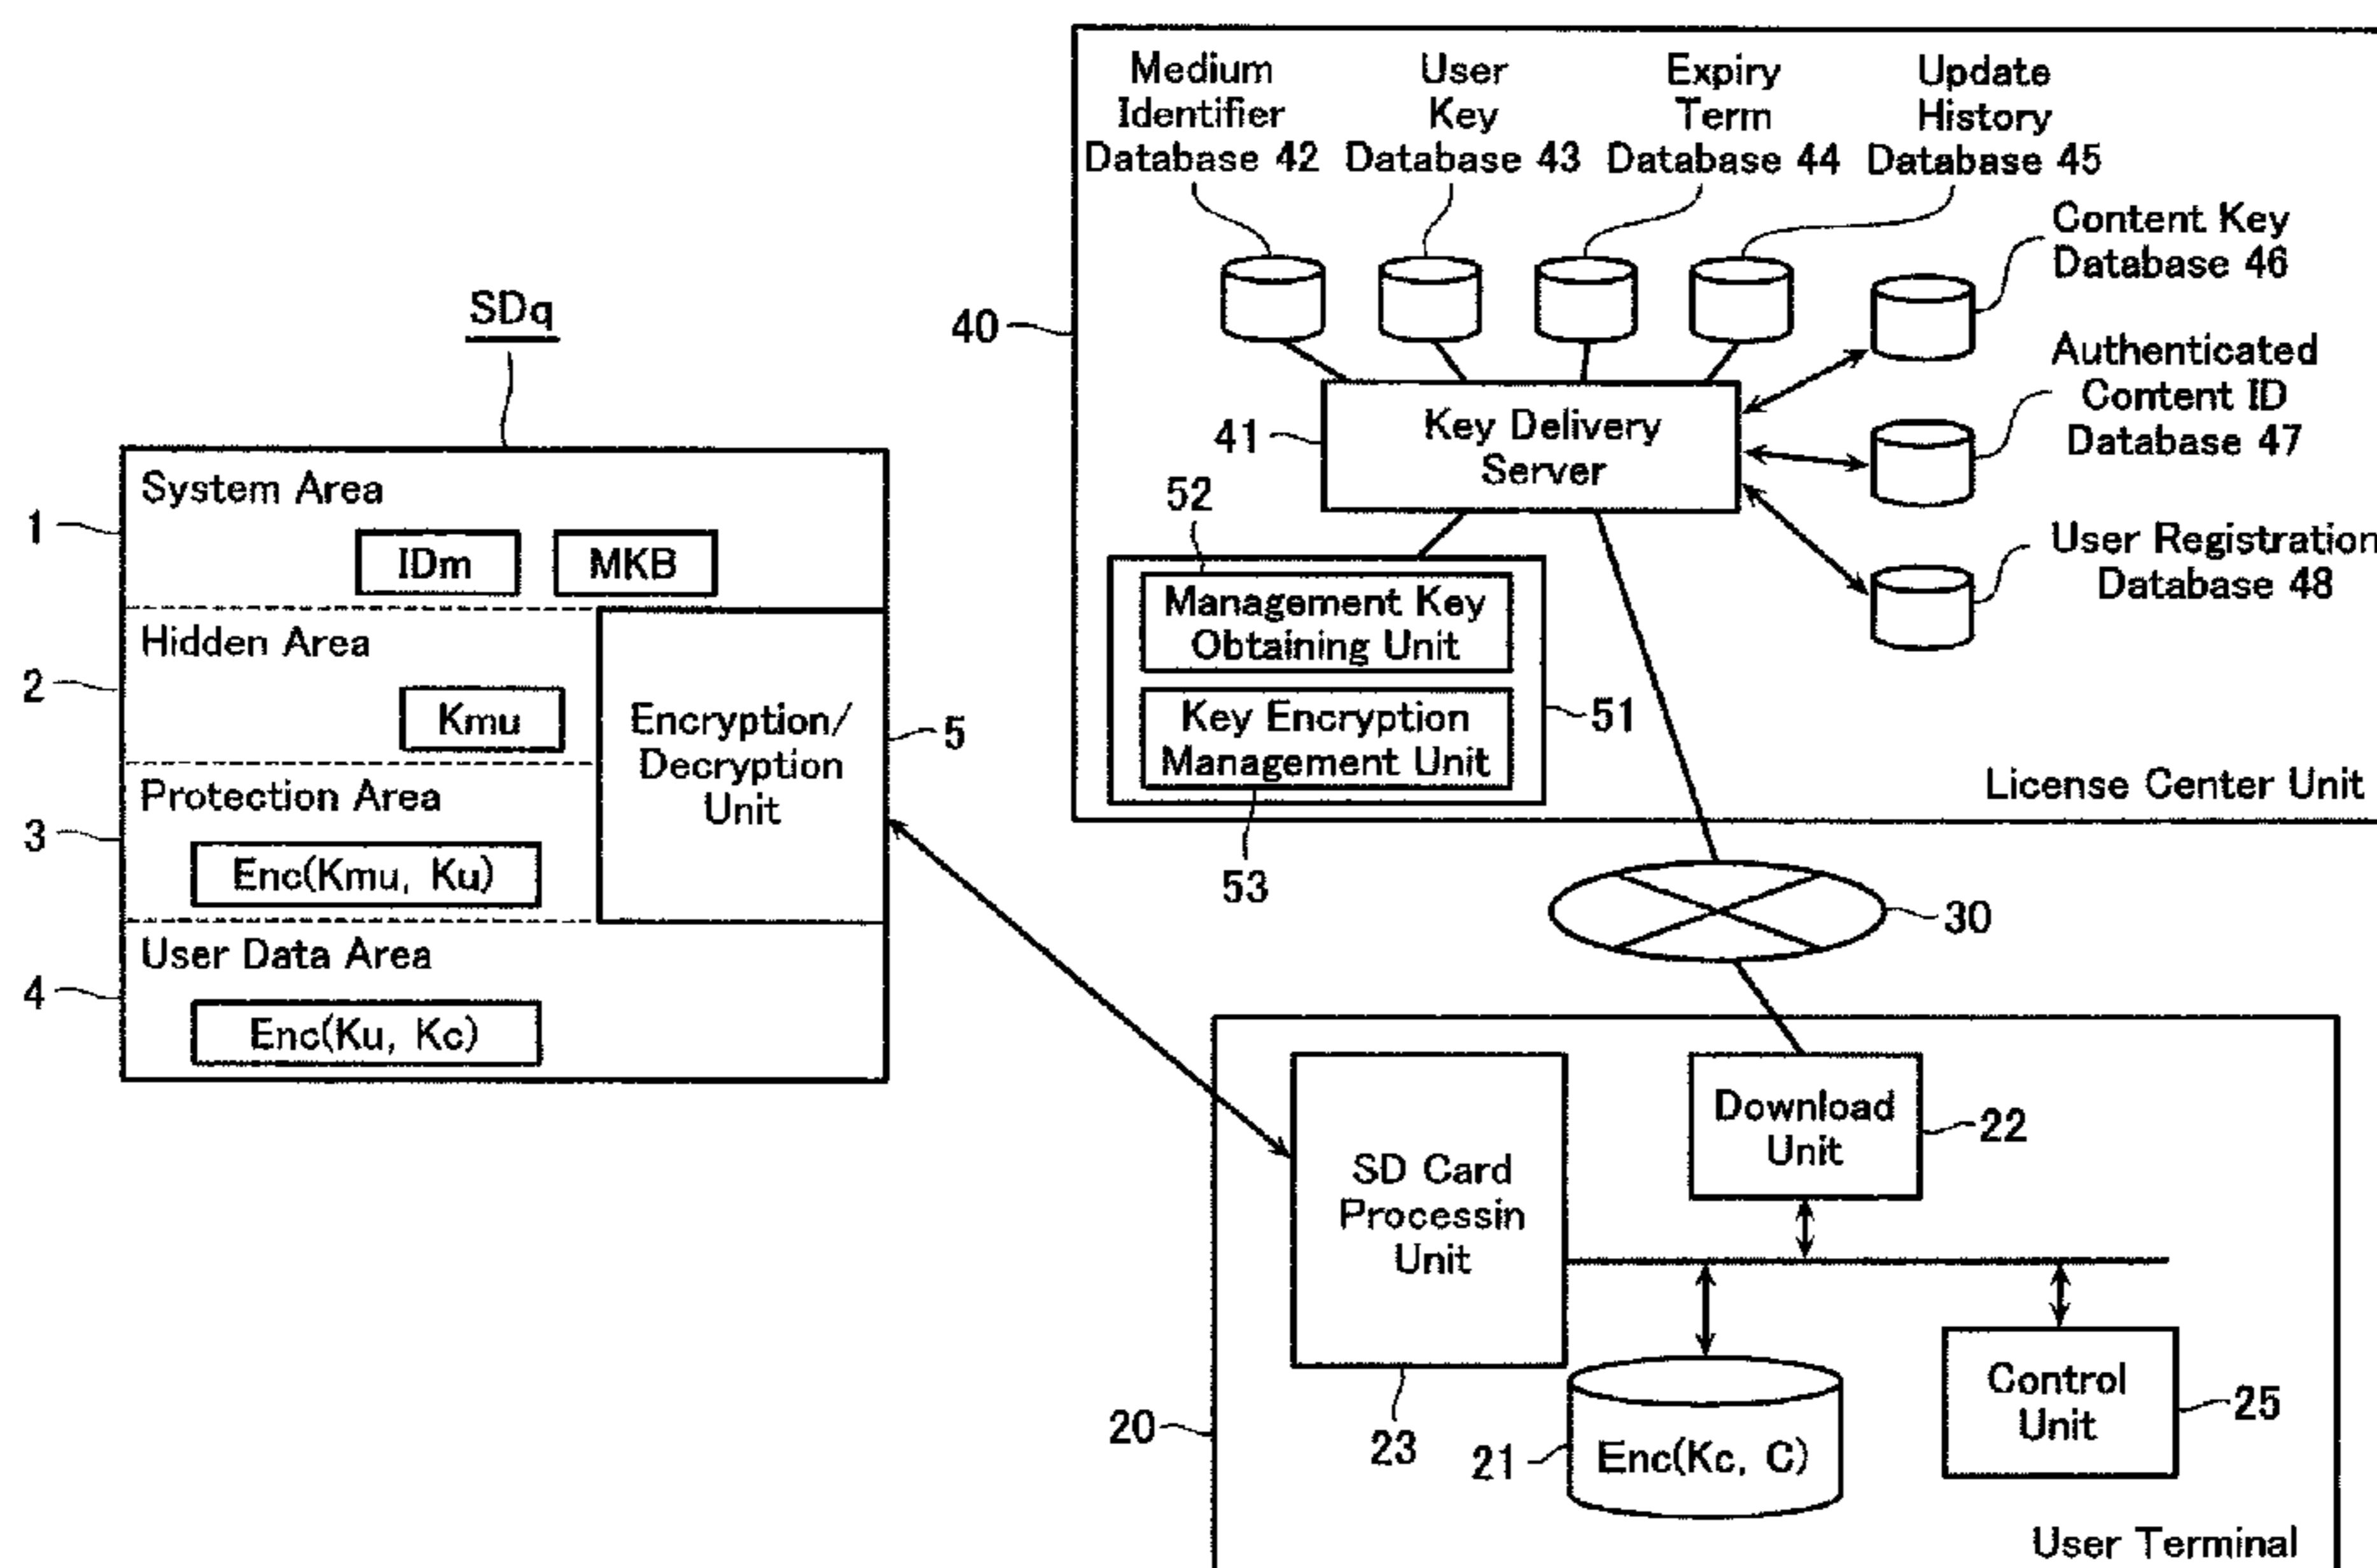 Medium
Identifier
Database 42
User
Key
Database 43
Expiry
Term
Database 44
Update
History
Database 45
Content Key
Database 46
Authenticated
Content ID
Database 47
User Registration
Database 48
40
41
Key Delivery
Server
52
Management Key
Obtaining Unit
Key Encryption
Management Unit
51
53
License Center Unit
SDq
System Area
1
IDm
MKB
Hidden Area
2
Kmu
Encryption/
Decryption
Unit
5
Protection Area
3
Enc(Kmu, Ku)
User Data Area
4
Enc(Ku, Kc)
30
SD Card
Processin
Unit
23
Download
Unit
22
20
21
Enc(Kc, C)
Control
Unit
25
User Terminal